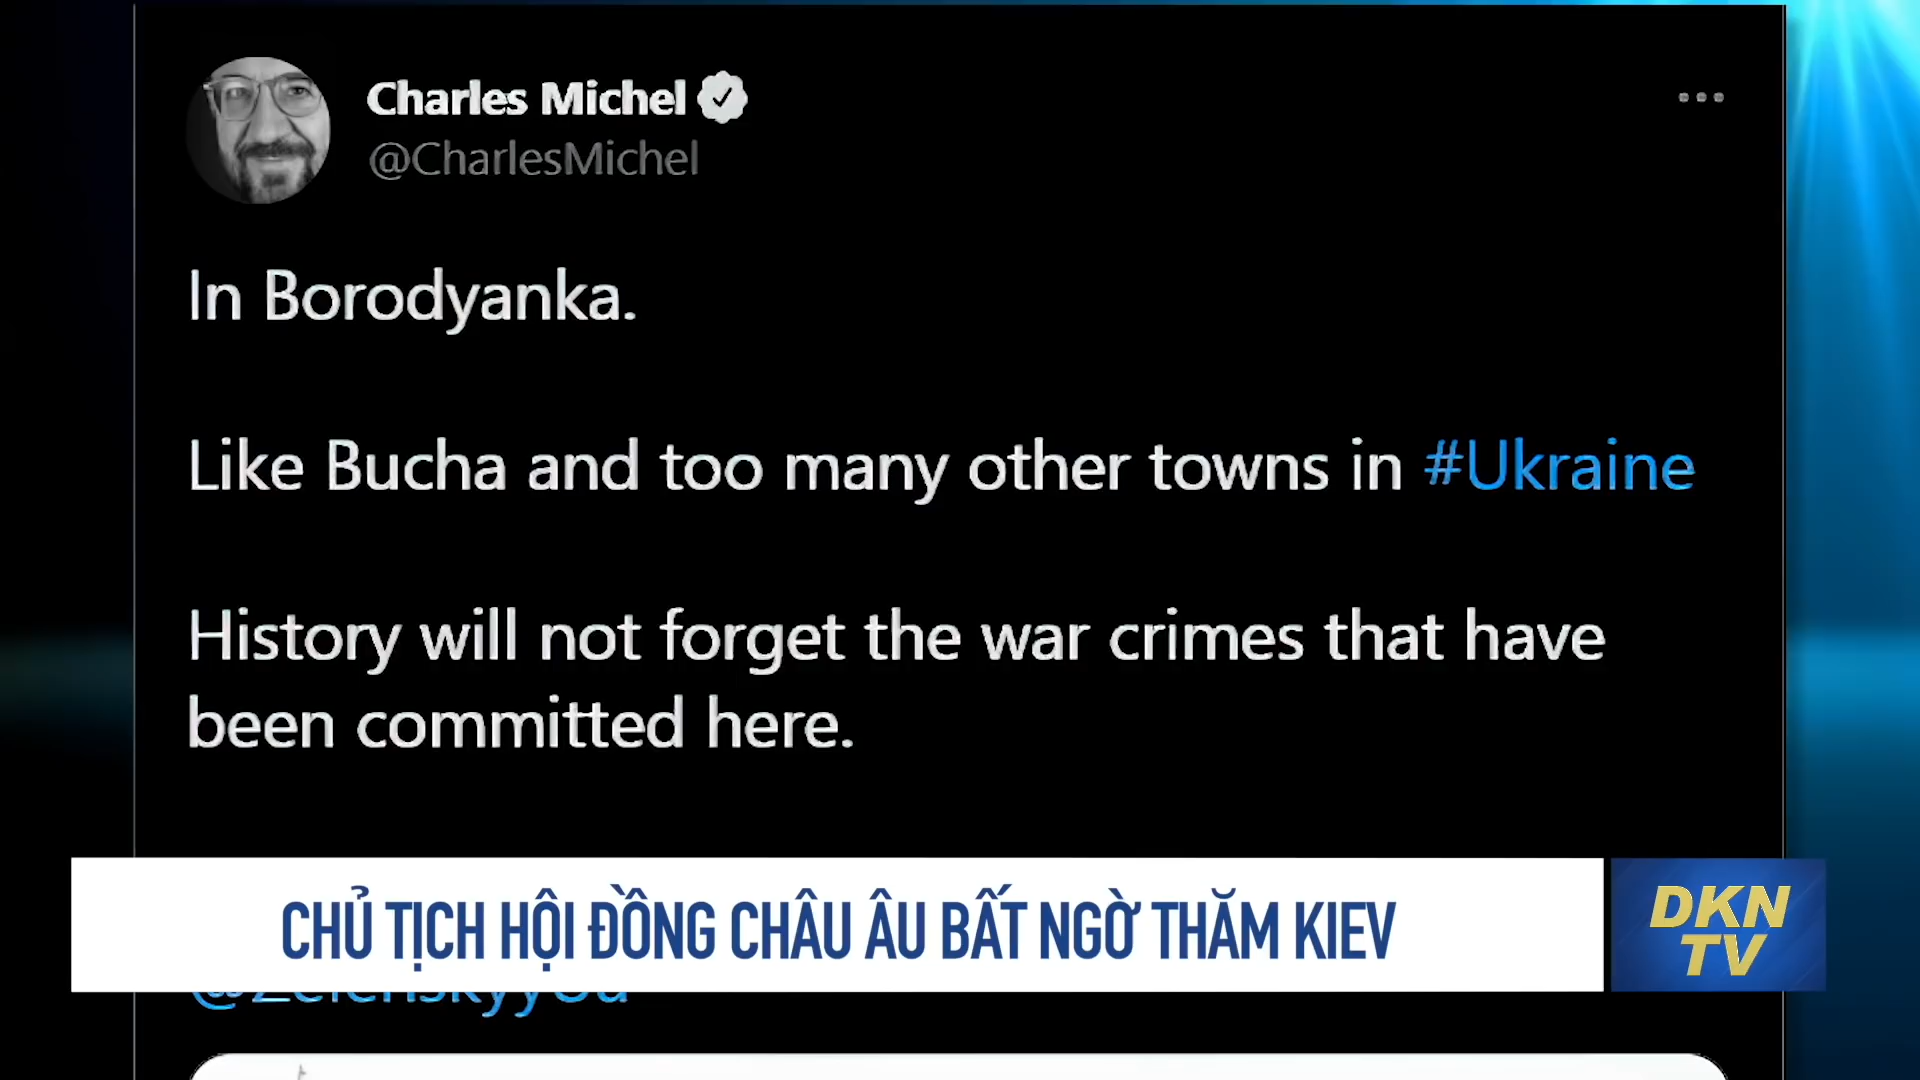 Charles Michel
@CharlesMichel
In Borodyanka.
Like Bucha and too many other towns in #Ukraine
History will not forget the war crimes that have
been committed here.
CHỦ TỊCH HỘI ĐỒNG CHÂU ÂU BẤT NGỜ THĂM KIEV
DKN
TV